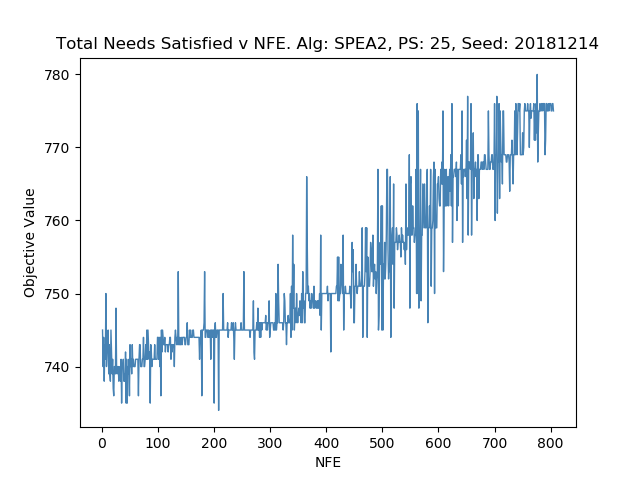 Total Needs Satisfied v NFE. Alg: SPEA2, PS: 25, Seed: 20181214
780
770
760
750
740
Objective Value
0 100 200 300 400 500 600 700 800
NFE